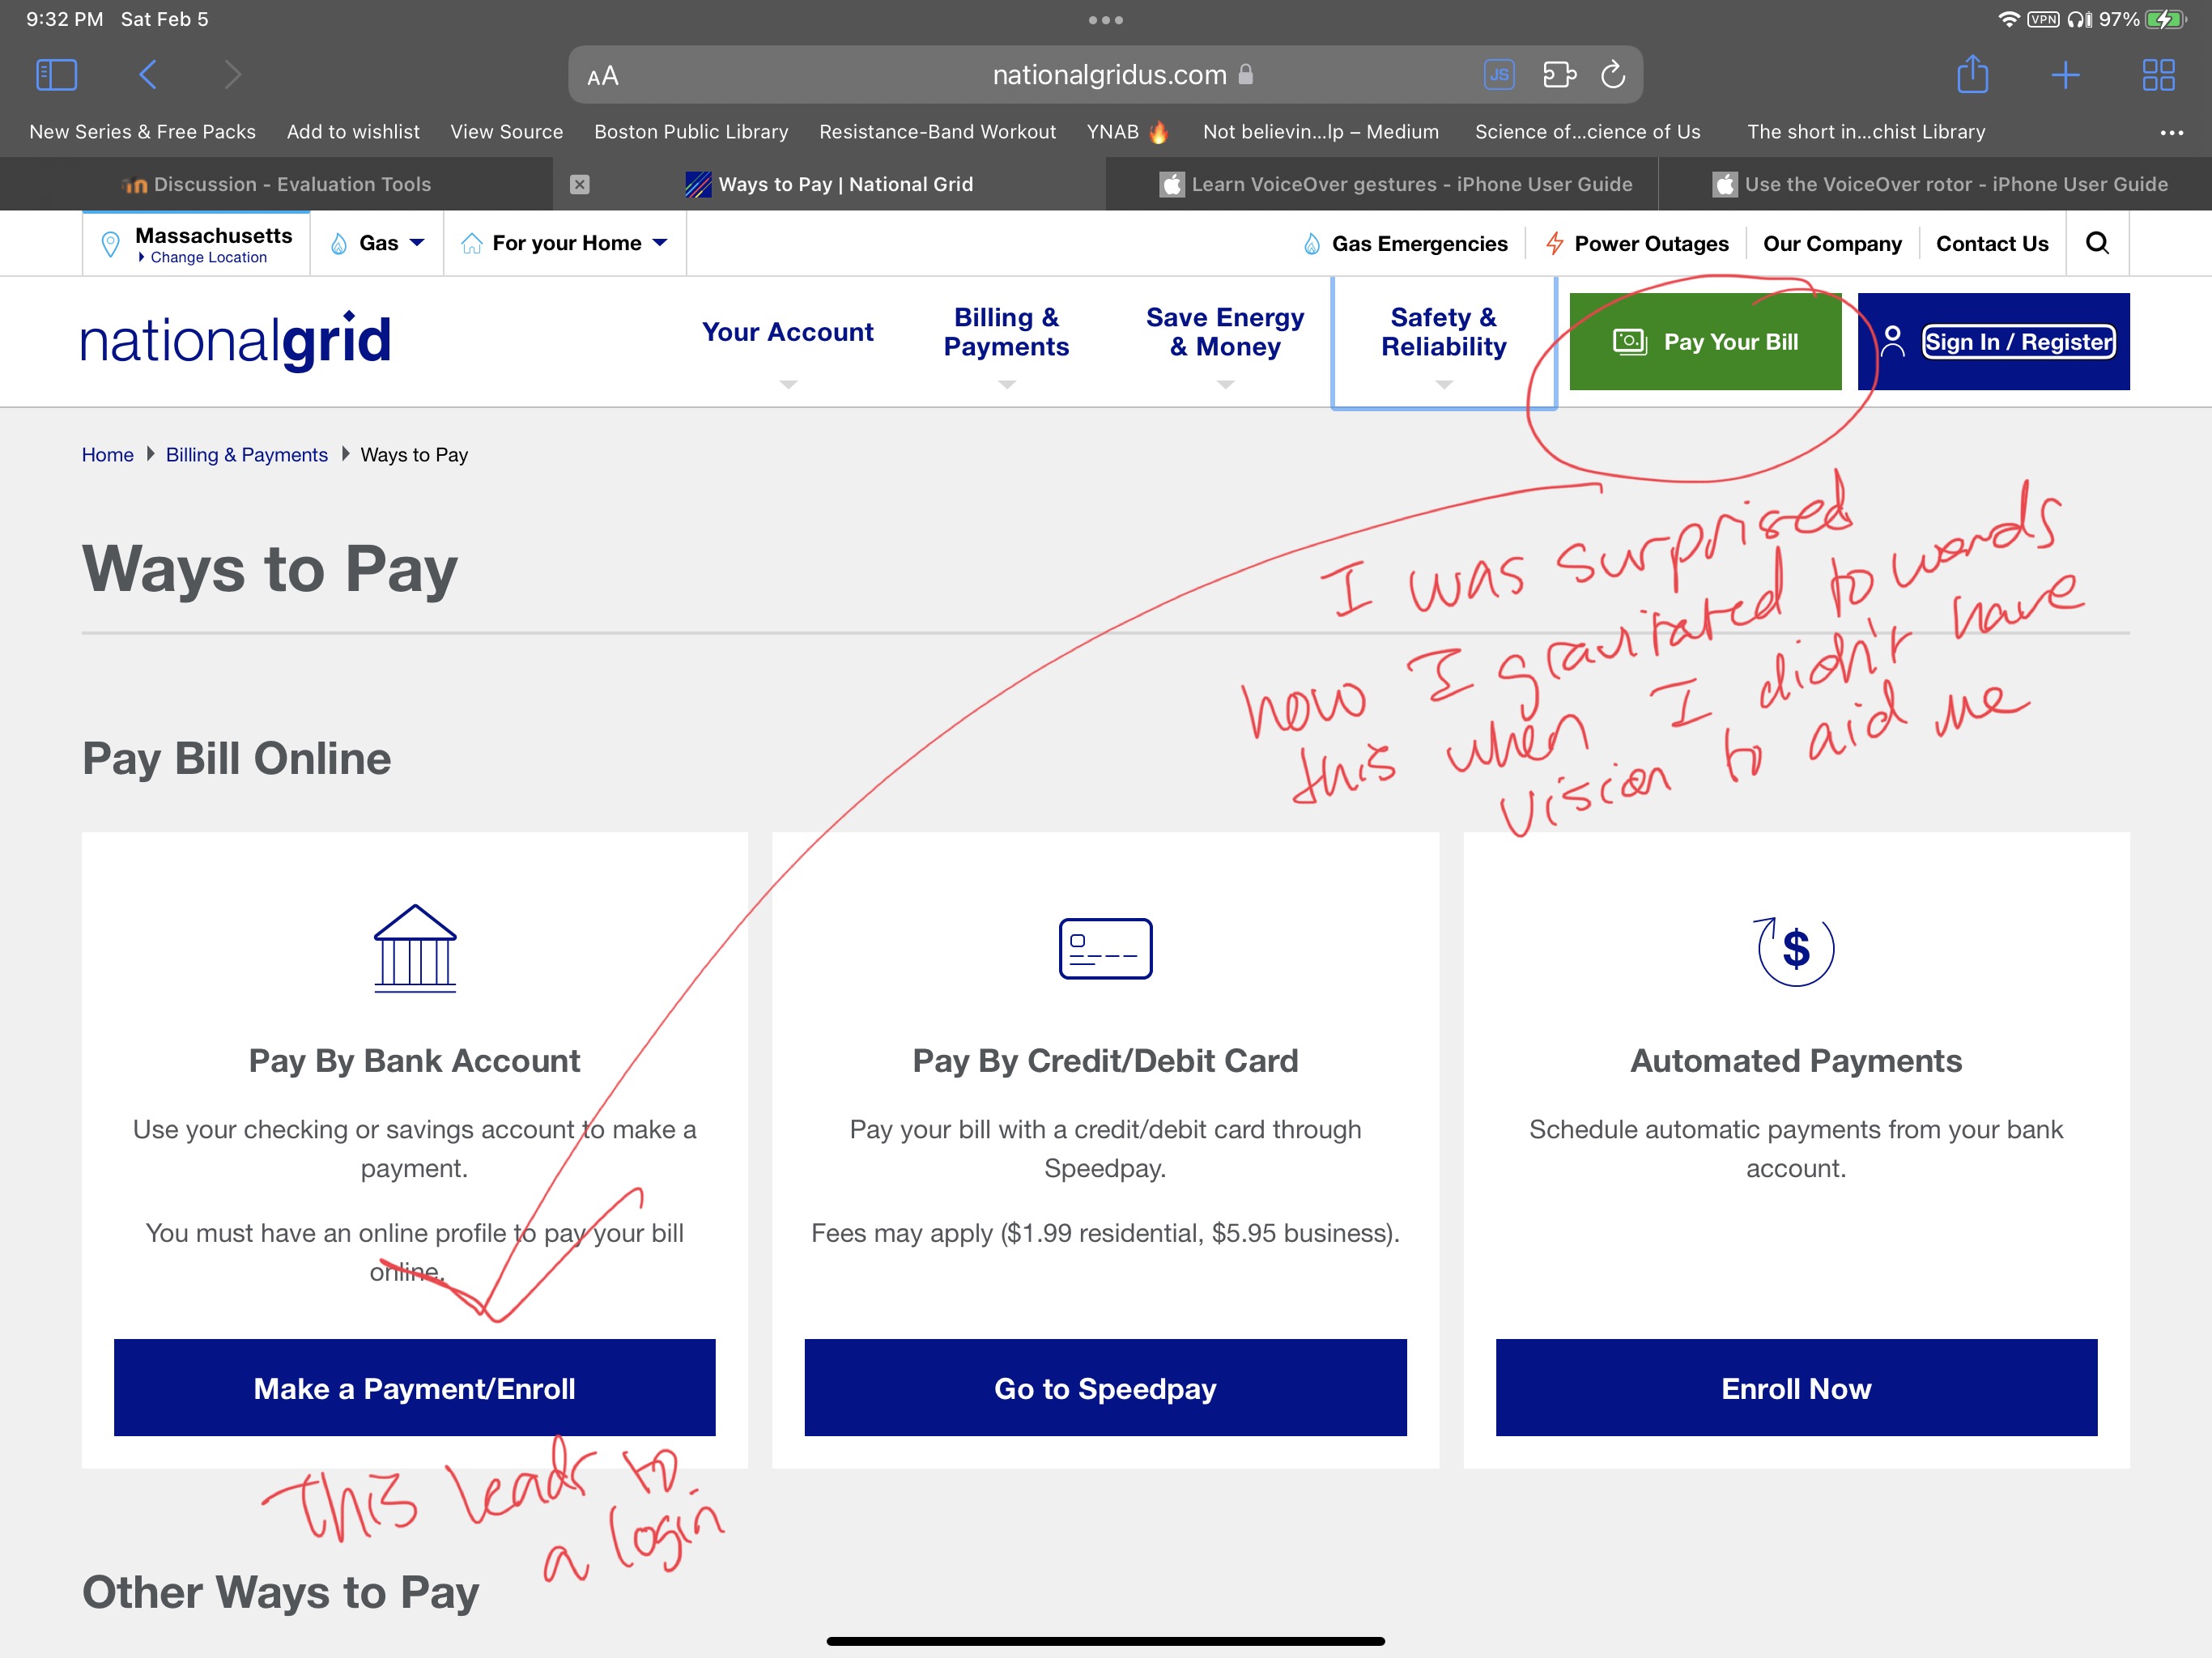 9:32 PM Sat Feb 5
VPN 97%
AA nationalgridus.com JS
New Series & Free Packs Add to wishlist View Source Boston Public Library Resistance-Band Workout YNAB 🔥 Not believin...lp – Medium Science of...cience of Us The short in...chist Library
Discussion - Evaluation Tools Ways to Pay | National Grid Learn VoiceOver gestures - iPhone User Guide Use the VoiceOver rotor - iPhone User Guide
Massachusetts
Change Location
Gas For your Home Gas Emergencies Power Outages Our Company Contact Us
nationalgrid
Your Account
Billing &
Payments
Save Energy
& Money
Safety &
Reliability
Pay Your Bill
Sign In / Register
Home Billing & Payments Ways to Pay
I was surprised
how I gravitated towards
this when I didn't have
vision to aid me
Ways to Pay
Pay Bill Online
Pay By Bank Account
Use your checking or savings account to make a
payment.
You must have an online profile to pay your bill
online.
Make a Payment/Enroll
This leads to
a login
Pay By Credit/Debit Card
Pay your bill with a credit/debit card through
Speedpay.
Fees may apply ($1.99 residential, $5.95 business).
Go to Speedpay
$
Automated Payments
Schedule automatic payments from your bank
account.
Enroll Now
Other Ways to Pay